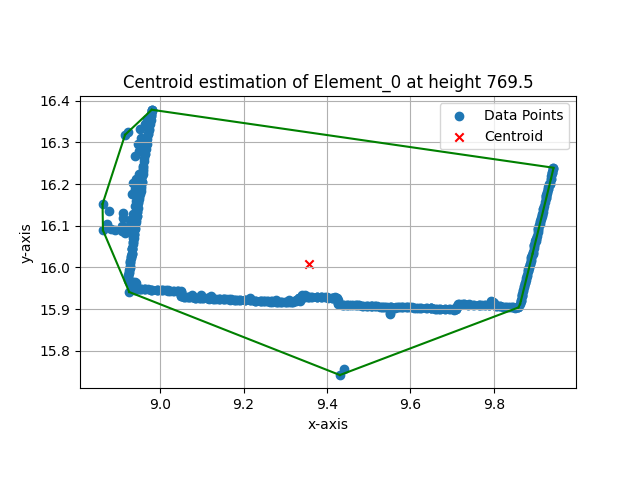 Centroid estimation of Element_0 at height 769.5
Data Points
Centroid
16.4
16.3
16.2
16.1
16.0
15.9
15.8
y-axis
9.0 9.2 9.4 9.6 9.8
x-axis